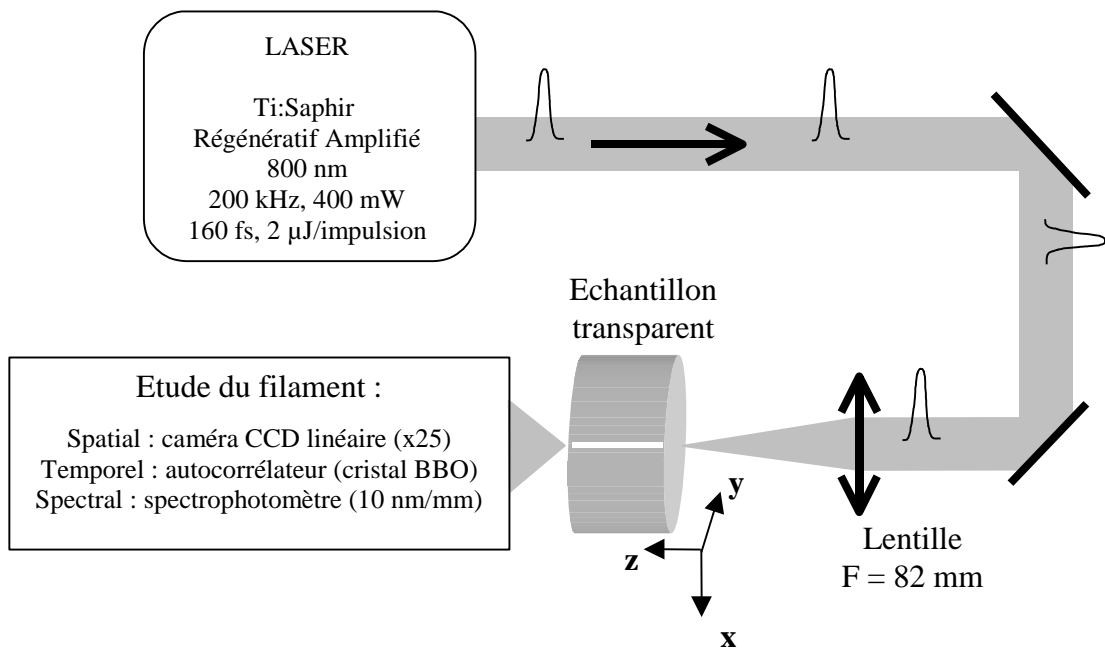 LASER
Ti:Saphir
Régénératif Amplifié
800 nm
200 kHz, 400 mW
160 fs, 2 µJ/impulsion
Echantillon
transparent
Etude du filament :
Spatial : caméra CCD linéaire (x25)
Temporel : autocorrélateur (cristal BBO)
Spectral : spectrophotomètre (10 nm/mm)
y
z
x
Lentille
F = 82 mm